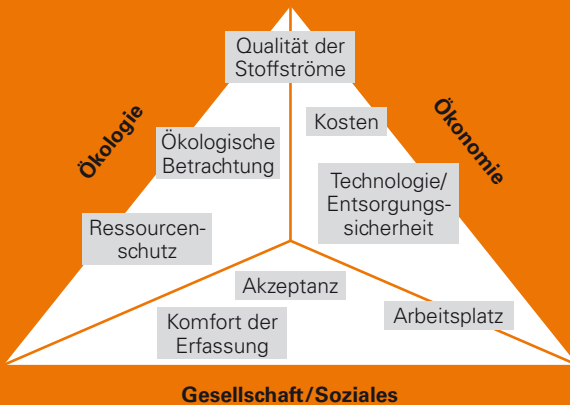 Qualität der
Stoffströme
Ökologie
Ökonomie
Kosten
Ökologische
Betrachtung
Technologie/
Entsorgungs-
sicherheit
Ressourcen-
schutz
Akzeptanz
Komfort der
Erfassung
Arbeitsplatz
Gesellschaft/Soziales